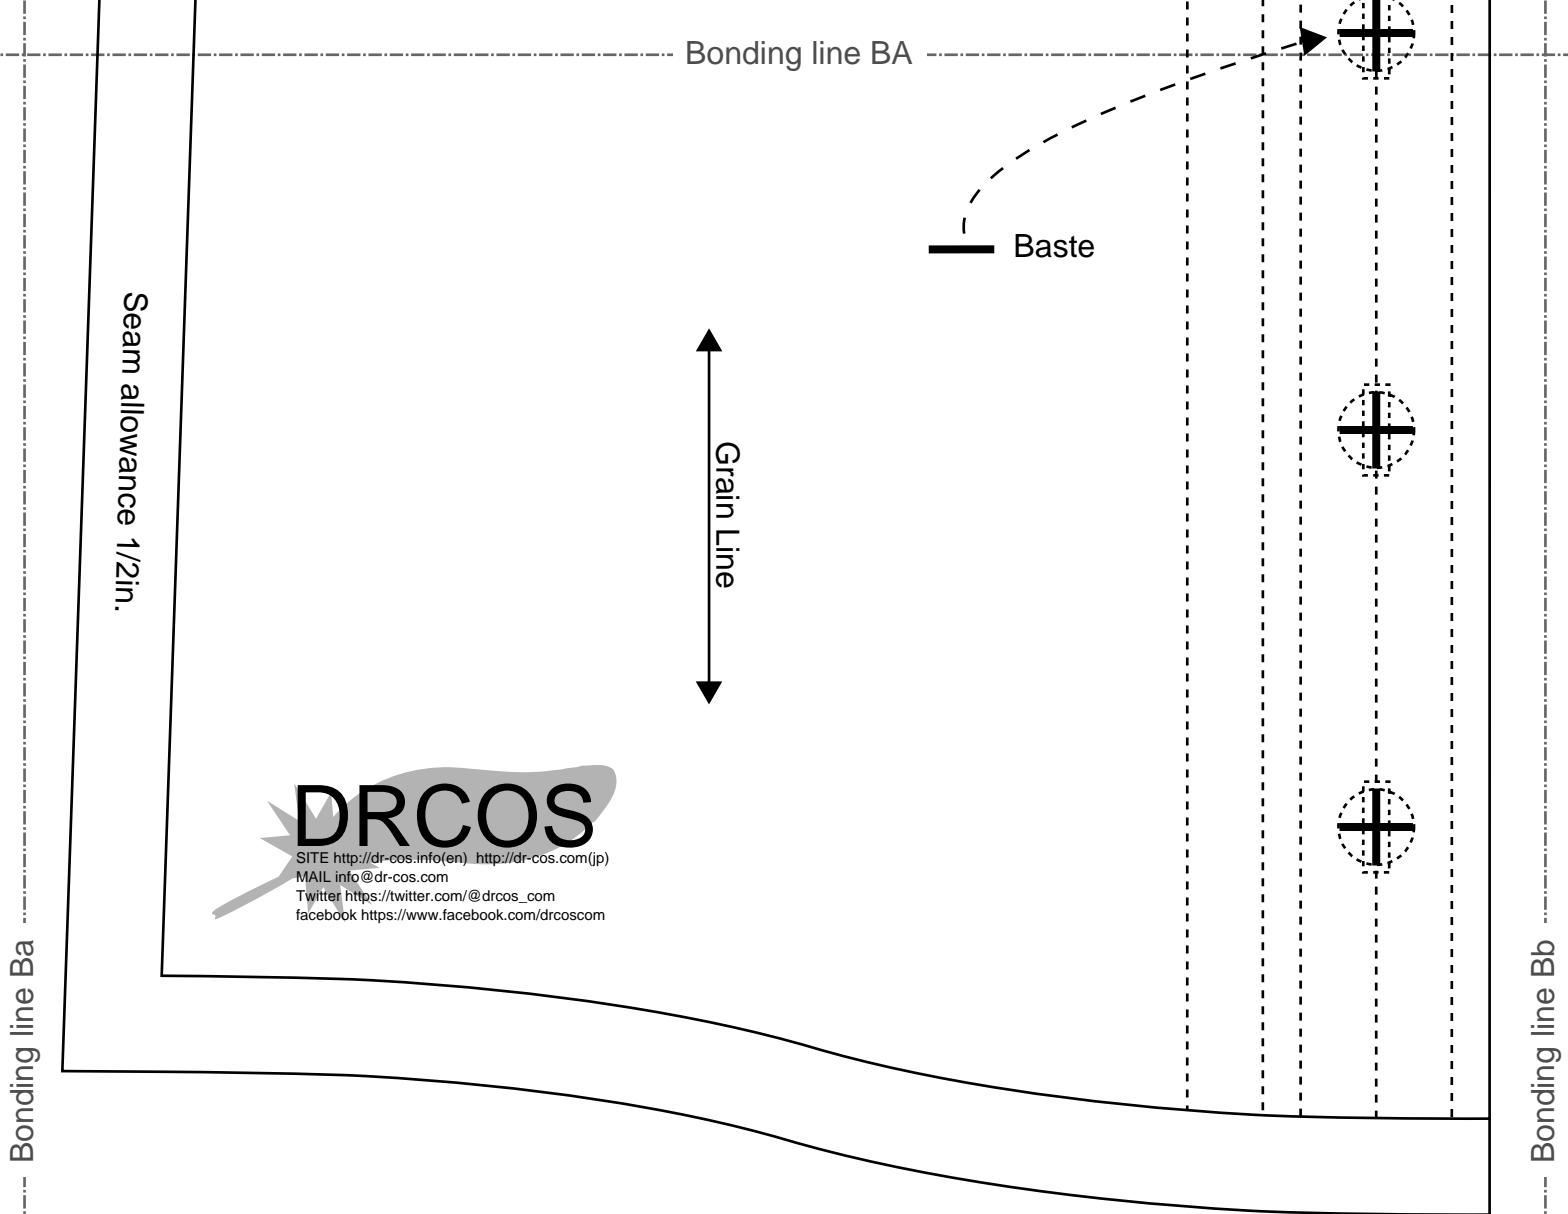 Bonding line BA
Baste
Seam allowance 1/2in.
Grain Line
DRCOS
SITE http://dr-cos.info(en)  http://dr-cos.com(jp)
MAIL info@dr-cos.com
Twitter https://twitter.com/@drcos_com
facebook https://www.facebook.com/drcoscom
Bonding line Ba
Bonding line Bb